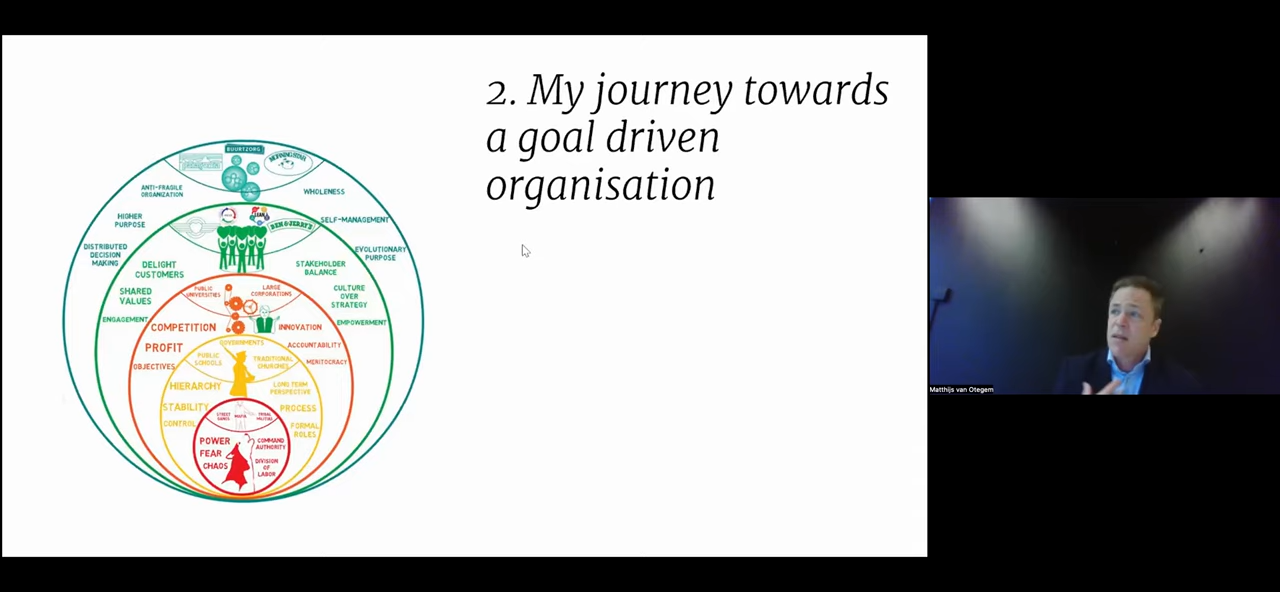 2. My journey towards
a goal driven
organisation
BUURTZORG
ANTI-FRAGILE
ORGANIZATION
WHOLENESS
HIGHER
PURPOSE
SELF-MANAGEMENT
DISTRIBUTED
DECISION
MAKING
EVOLUTIONARY
PURPOSE
BEN & JERRY'S
DELIGHT
CUSTOMERS
STAKEHOLDER
BALANCE
SHARED
VALUES
CULTURE
OVER
STRATEGY
ENGAGEMENT
EMPOWERMENT
PUBLIC
UNIVERSITIES
LARGE
CORPORATIONS
COMPETITION
INNOVATION
PROFIT
ACCOUNTABILITY
OBJECTIVES
MERITOCRACY
GOVERNMENTS
PUBLIC
SCHOOLS
TRADITIONAL
CHURCHES
HIERARCHY
LONG TERM
PERSPECTIVE
STABILITY
PROCESS
CONTROL
FORMAL
ROLES
STREET
GANGS
MAFIA
TRIBAL
MILITIAS
POWER
FEAR
CHAOS
COMMAND
AUTHORITY
DIVISION
OF
LABOR
Matthijs van Otegem